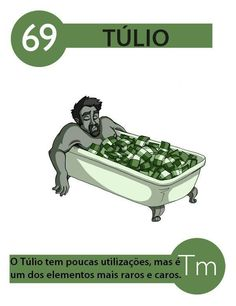 69 TÚLIO
O Túlio tem poucas utilizações, mas é
um dos elementos mais raros e caros.
Tm